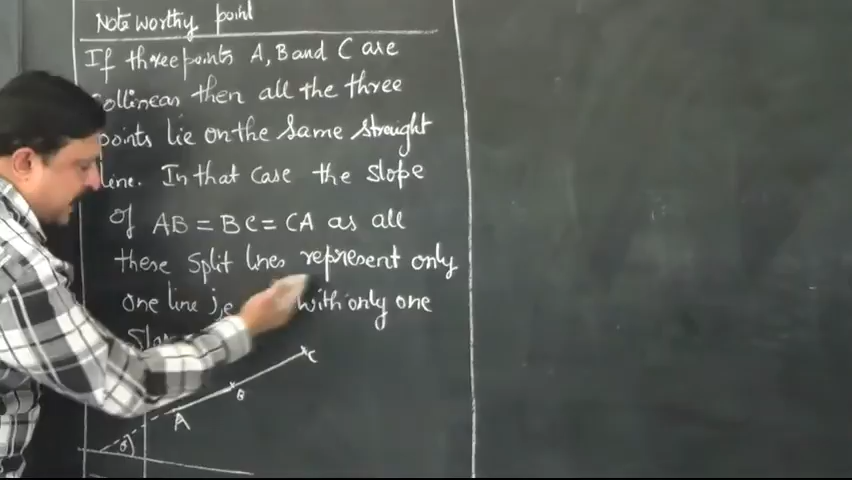 Note worthy point
If three points A, B and C are
collinear then all the three
points lie on the same straight
line. In that case the slope
of AB = BC = CA as all
these split lines represent only
one line i,e with only one
C
B
A
θ